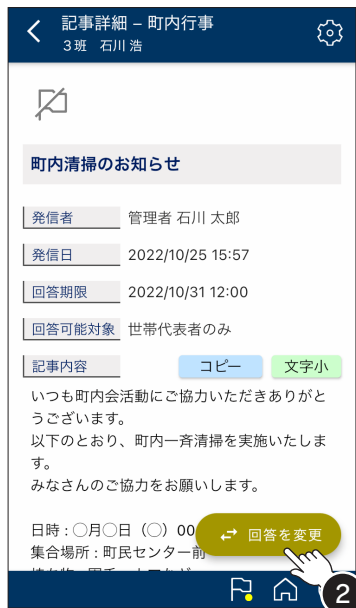 記事詳細 – 町内行事
3班 石川 浩
町内清掃のお知らせ
発信者 管理者 石川 太郎
発信日 2022/10/25 15:57
回答期限 2022/10/31 12:00
回答可能対象 世帯代表者のみ
記事内容 コピー 文字小
いつも町内会活動にご協力いただきありがと
うございます。
以下のとおり、町内一斉清掃を実施いたしま
す。
みなさんのご協力をお願いします。
日時：〇月〇日（〇）00
回答を変更
集合場所：町民センター前
2